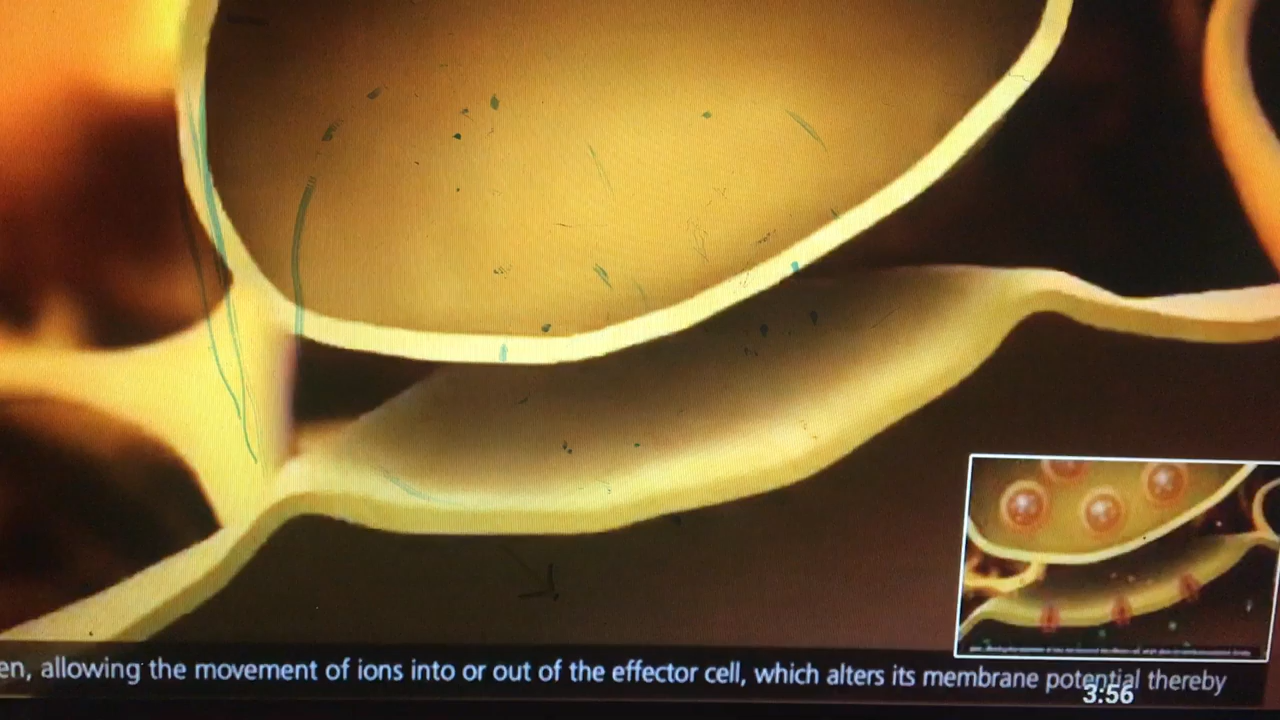 en, allowing the movement of ions into or out of the effector cell, which alters its membrane potential thereby
3:56